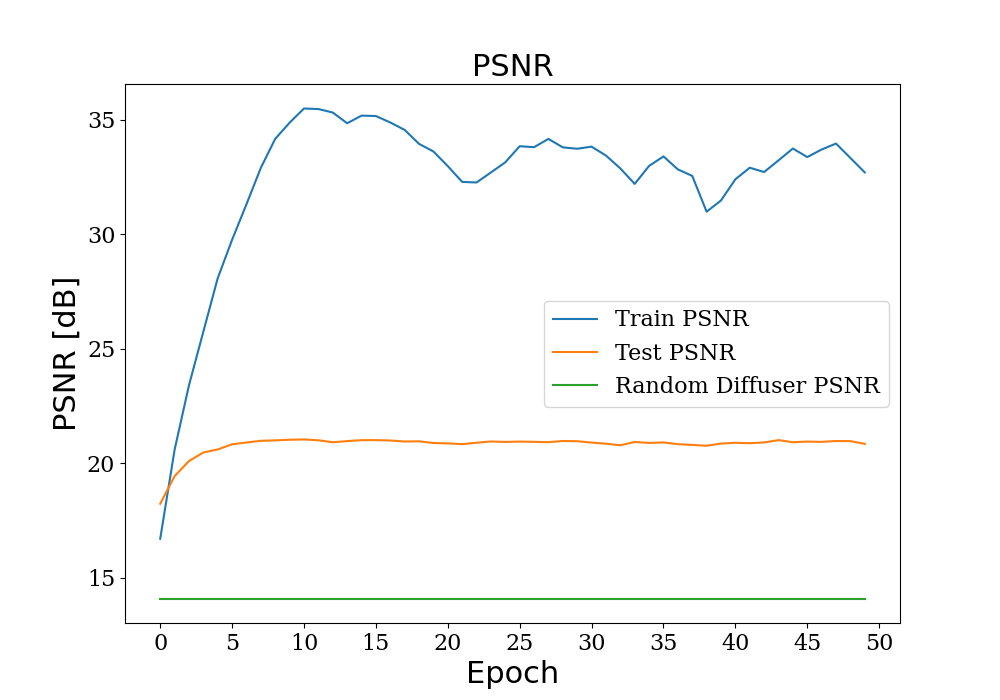 PSNR
PSNR [dB]
35
30
25
20
15
Train PSNR
Test PSNR
Random Diffuser PSNR
0 5 10 15 20 25 30 35 40 45 50
Epoch